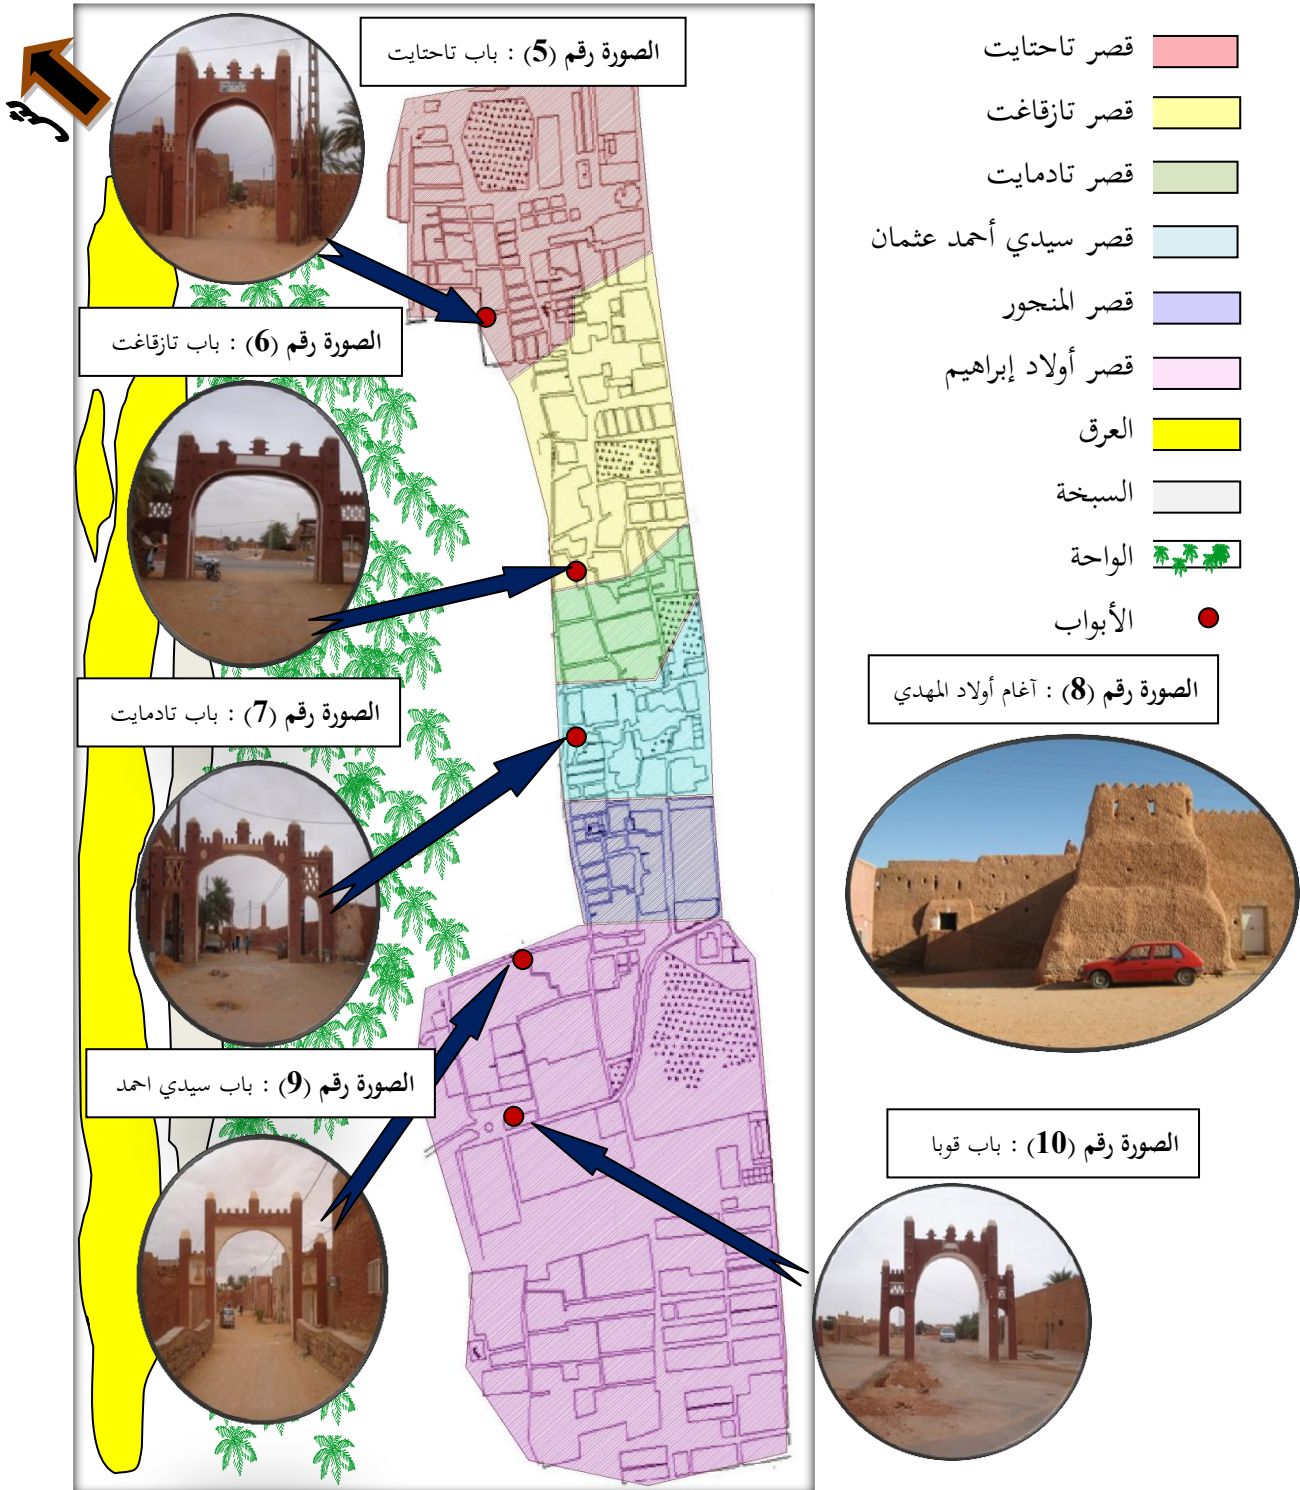 الصورة رقم (5) : باب تاحتايت
قصر تاحتايت
قصر تازقاغت
قصر تادمايت
قصر سيدي أحمد عثمان
قصر المنجور
قصر أولاد إبراهيم
العرق
السبخة
الواحة
الأبواب
الصورة رقم (6) : باب تازقاغت
الصورة رقم (7) : باب تادمايت
الصورة رقم (8) : آغام أولاد المهدي
الصورة رقم (9) : باب سيدي احمد
الصورة رقم (10) : باب قوبا